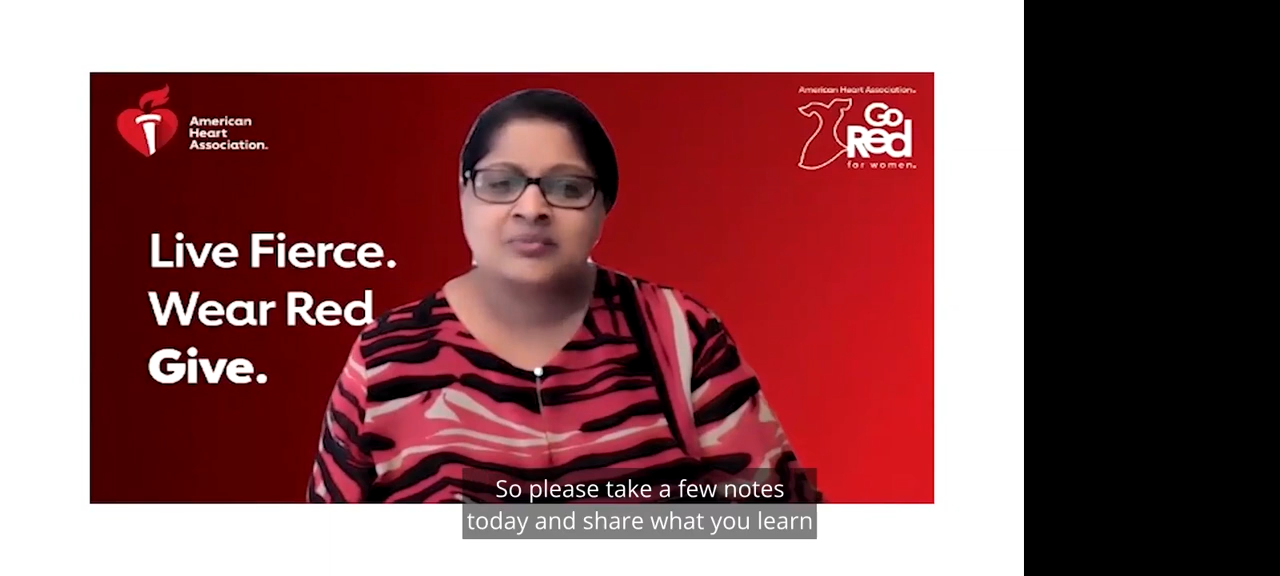 American
Heart
Association.
American Heart Association.
Go
Red
for women
Live Fierce.
Wear Red
Give.
So please take a few notes
today and share what you learn